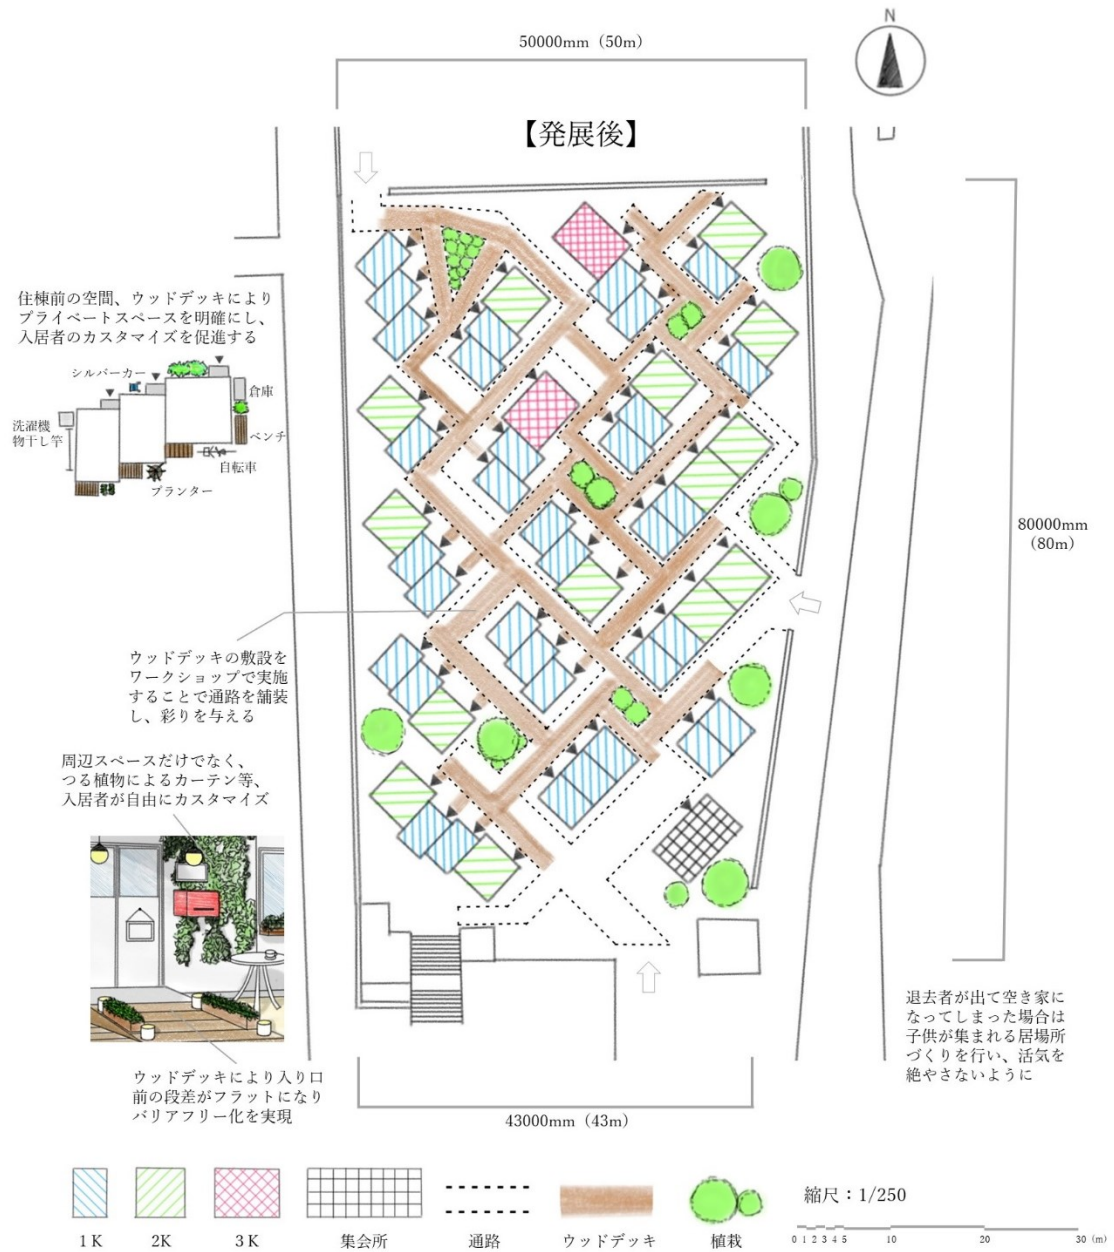 50000mm（50m）
N
【発展後】
住棟前の空間、ウッドデッキにより
プライベートスペースを明確にし、
入居者のカスタマイズを促進する
シルバーカー
倉庫
洗濯機
物干し竿
ベンチ
自転車
プランター
80000mm
（80m）
ウッドデッキの敷設を
ワークショップで実施
することで通路を舗装
し、彩りを与える
周辺スペースだけでなく、
つる植物によるカーテン等、
入居者が自由にカスタマイズ
ウッドデッキにより入り口
前の段差がフラットになり
バリアフリー化を実現
退去者が出て空き家に
なってしまった場合は
子供が集まれる居場所
づくりを行い、活気を
絶やさないように
43000mm（43m）
1K
2K
3K
集会所
通路
ウッドデッキ
植栽
縮尺：1/250
0 1 2 3 4 5 10 20 30 (m)